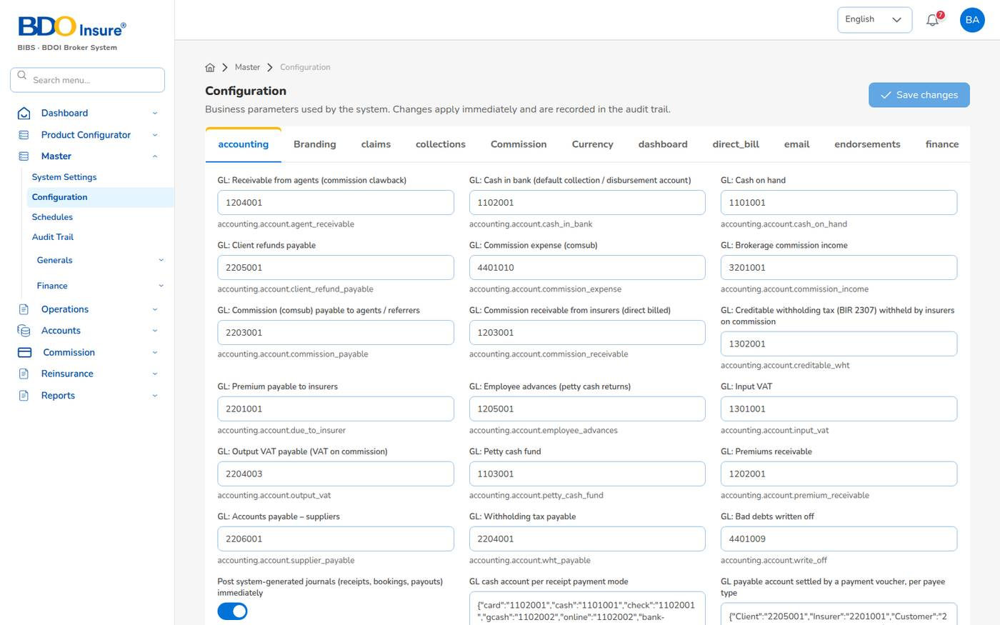 BDO Insure®
BIBS · BDOI Broker System
Search menu...
Dashboard
Product Configurator
Master
System Settings
Configuration
Schedules
Audit Trail
Generals
Finance
Operations
Accounts
Commission
Reinsurance
Reports
English
7
BA
Master
Configuration
Configuration
Save changes
Business parameters used by the system. Changes apply immediately and are recorded in the audit trail.
accounting Branding claims collections Commission Currency dashboard direct_bill email endorsements finance
GL: Receivable from agents (commission clawback)
1204001
accounting.account.agent_receivable
GL: Cash in bank (default collection / disbursement account)
1102001
accounting.account.cash_in_bank
GL: Cash on hand
1101001
accounting.account.cash_on_hand
GL: Client refunds payable
2205001
accounting.account.client_refund_payable
GL: Commission expense (comsub)
4401010
accounting.account.commission_expense
GL: Brokerage commission income
3201001
accounting.account.commission_income
GL: Commission (comsub) payable to agents / referrers
2203001
accounting.account.commission_payable
GL: Commission receivable from insurers (direct billed)
1203001
accounting.account.commission_receivable
GL: Creditable withholding tax (BIR 2307) withheld by insurers
on commission
1302001
accounting.account.creditable_wht
GL: Premium payable to insurers
2201001
accounting.account.due_to_insurer
GL: Employee advances (petty cash returns)
1205001
accounting.account.employee_advances
GL: Input VAT
1301001
accounting.account.input_vat
GL: Output VAT payable (VAT on commission)
2204003
accounting.account.output_vat
GL: Petty cash fund
1103001
accounting.account.petty_cash_fund
GL: Premiums receivable
1202001
accounting.account.premium_receivable
GL: Accounts payable – suppliers
2206001
accounting.account.supplier_payable
GL: Withholding tax payable
2204001
accounting.account.wht_payable
GL: Bad debts written off
4401009
accounting.account.write_off
Post system-generated journals (receipts, bookings, payouts)
immediately
GL cash account per receipt payment mode
{"card":"1102001","cash":"1101001","check":"1102001
","gcash":"1102002","online":"1102002","bank-
GL payable account settled by a payment voucher, per payee
type
{"Client":"2205001","Insurer":"2201001","Customer":"2